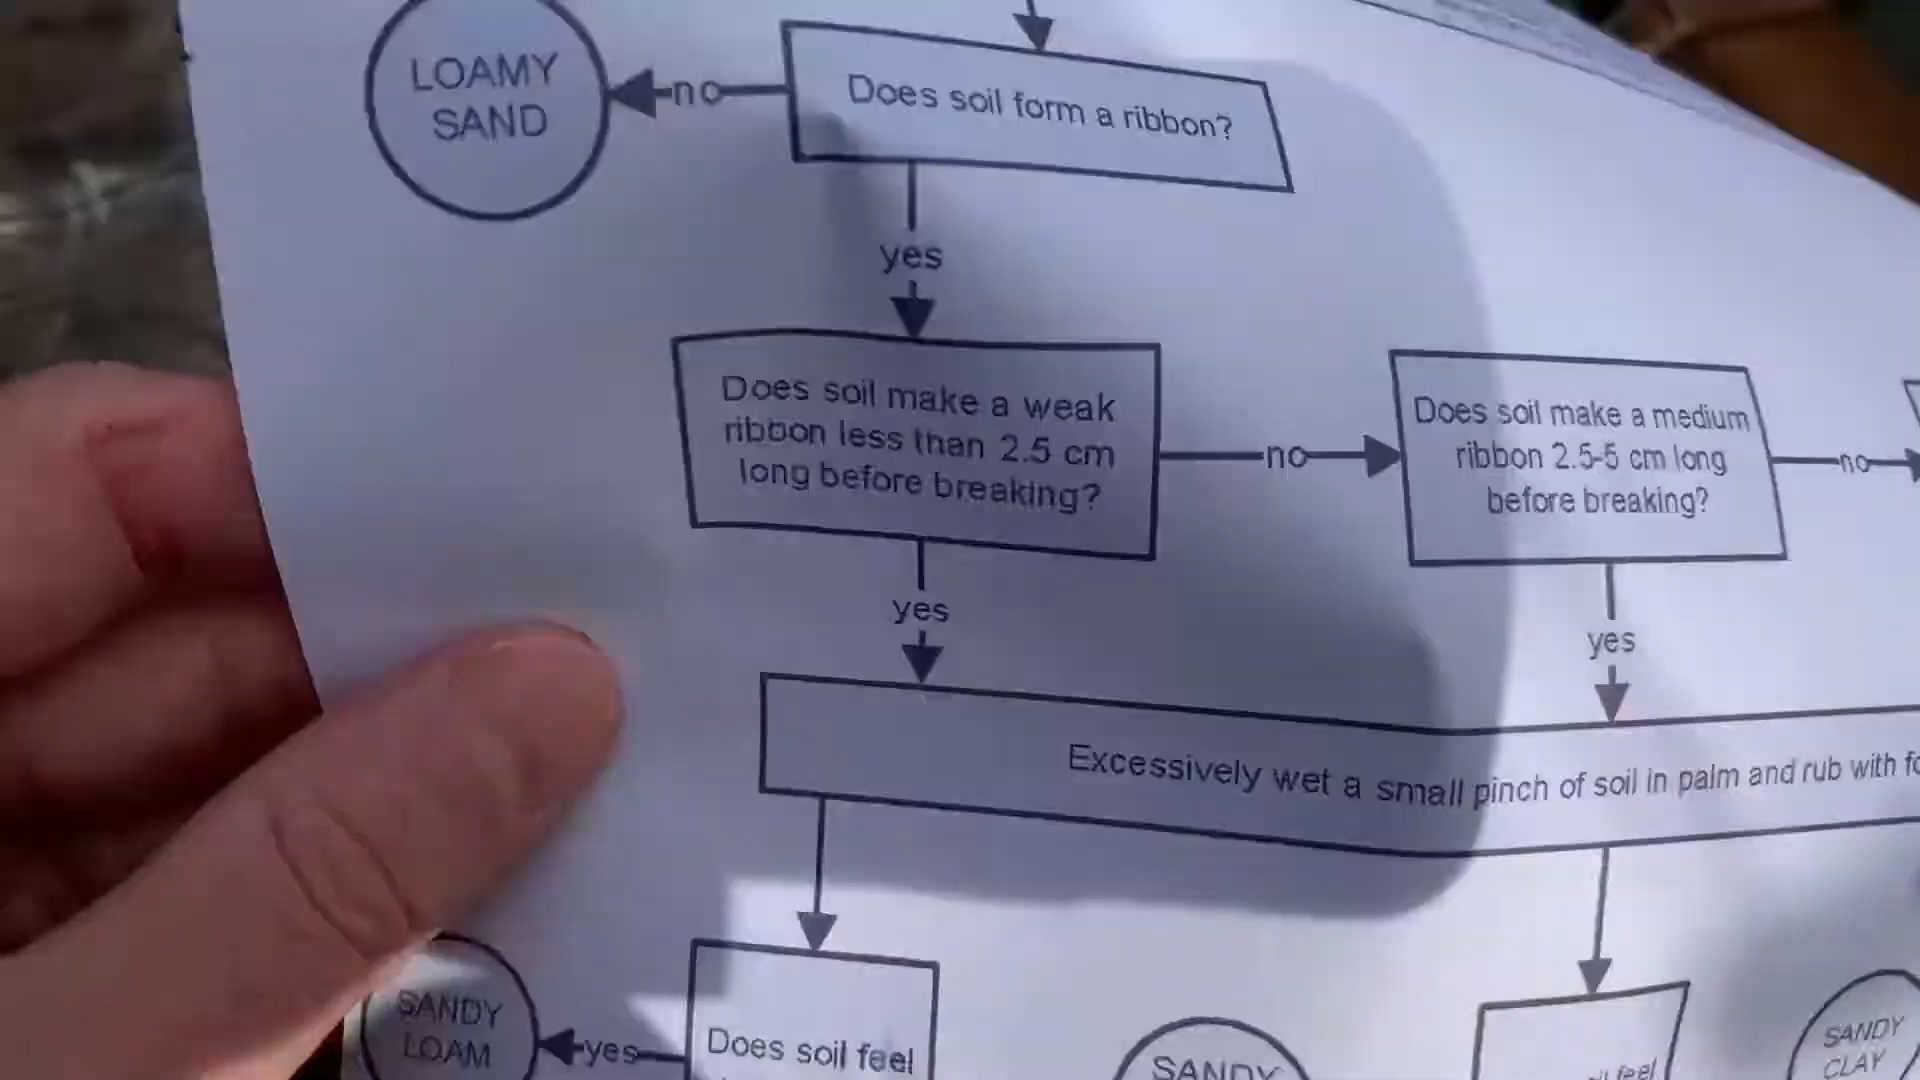 LOAMY
SAND
no
Does soil form a ribbon?
yes
Does soil make a weak
ribbon less than 2.5 cm
long before breaking?
no
Does soil make a medium
ribbon 2.5-5 cm long
before breaking?
no
yes
yes
Excessively wet a small pinch of soil in palm and rub with
SANDY
LOAM
yes
Does soil feel
SANDY
feel
SANDY
CLAY